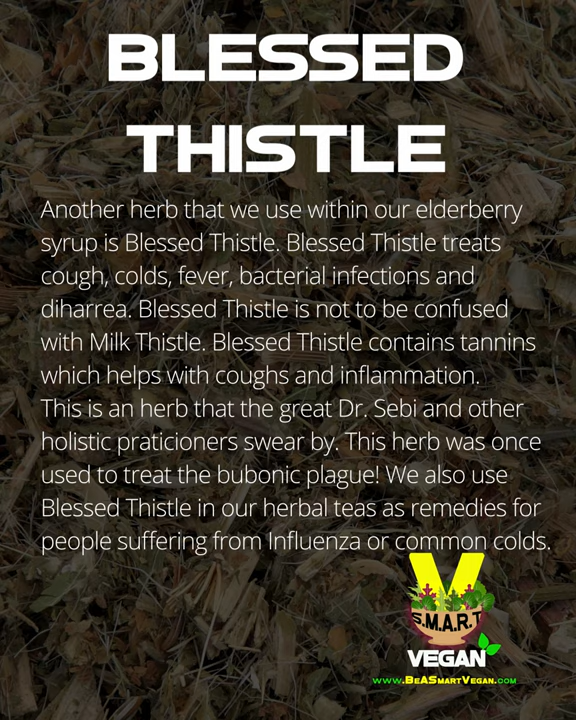 BLESSED
THISTLE
Another herb that we use within our elderberry
syrup is Blessed Thistle. Blessed Thistle treats
cough, colds, fever, bacterial infections and
diharrea. Blessed Thistle is not to be confused
with Milk Thistle. Blessed Thistle contains tannins
which helps with coughs and inflammation.
This is an herb that the great Dr. Sebi and other
holistic praticioners swear by. This herb was once
used to treat the bubonic plague! We also use
Blessed Thistle in our herbal teas as remedies for
people suffering from Influenza or common colds.
V
S.M.A.R.T
VEGAN
www.BeASmartVegan.com